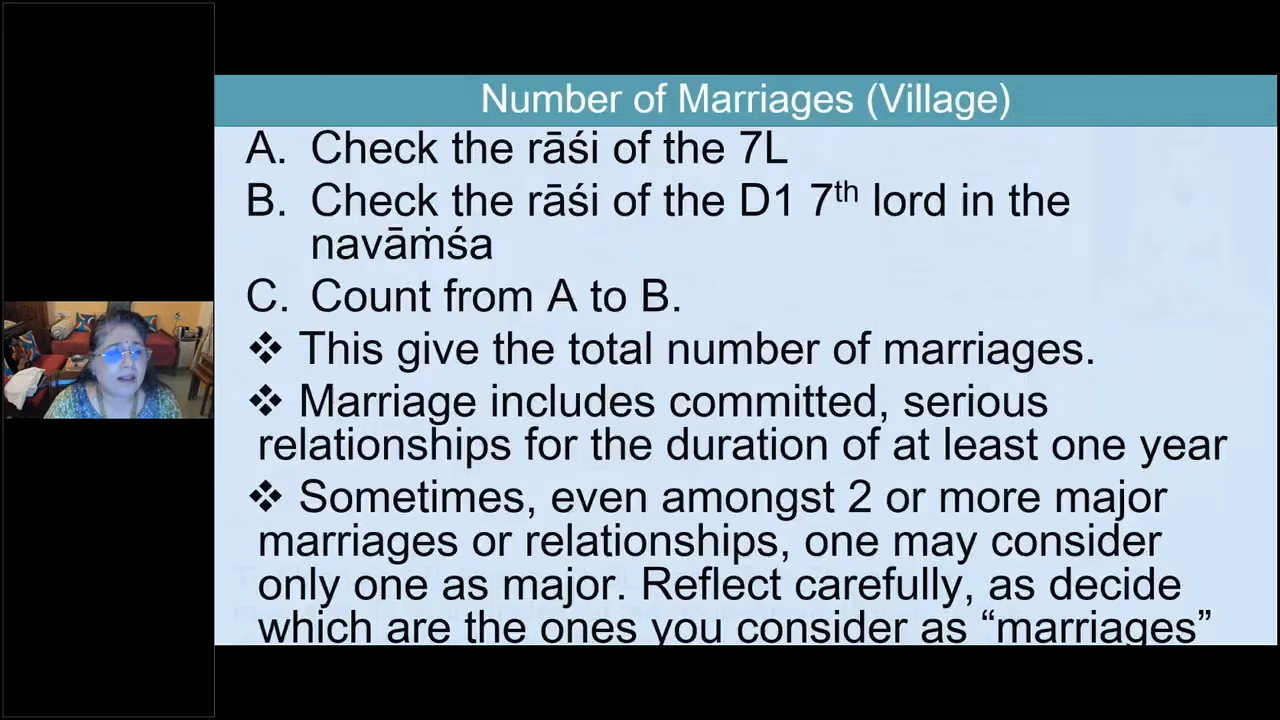 Number of Marriages (Village)
A. Check the rāśi of the 7L
B. Check the rāśi of the D1 7th lord in the
navāṁśa
C. Count from A to B.
❖ This give the total number of marriages.
❖ Marriage includes committed, serious
relationships for the duration of at least one year
❖ Sometimes, even amongst 2 or more major
marriages or relationships, one may consider
only one as major. Reflect carefully, as decide
which are the ones you consider as “marriages”